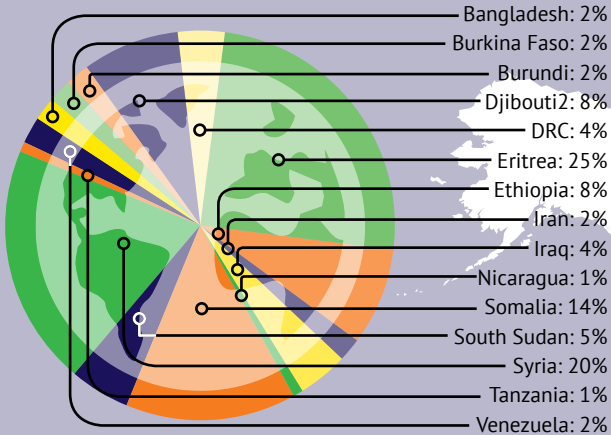 Bangladesh: 2%
Burkina Faso: 2%
Burundi: 2%
Djibouti2: 8%
DRC: 4%
Eritrea: 25%
Ethiopia: 8%
Iran: 2%
Iraq: 4%
Nicaragua: 1%
Somalia: 14%
South Sudan: 5%
Syria: 20%
Tanzania: 1%
Venezuela: 2%